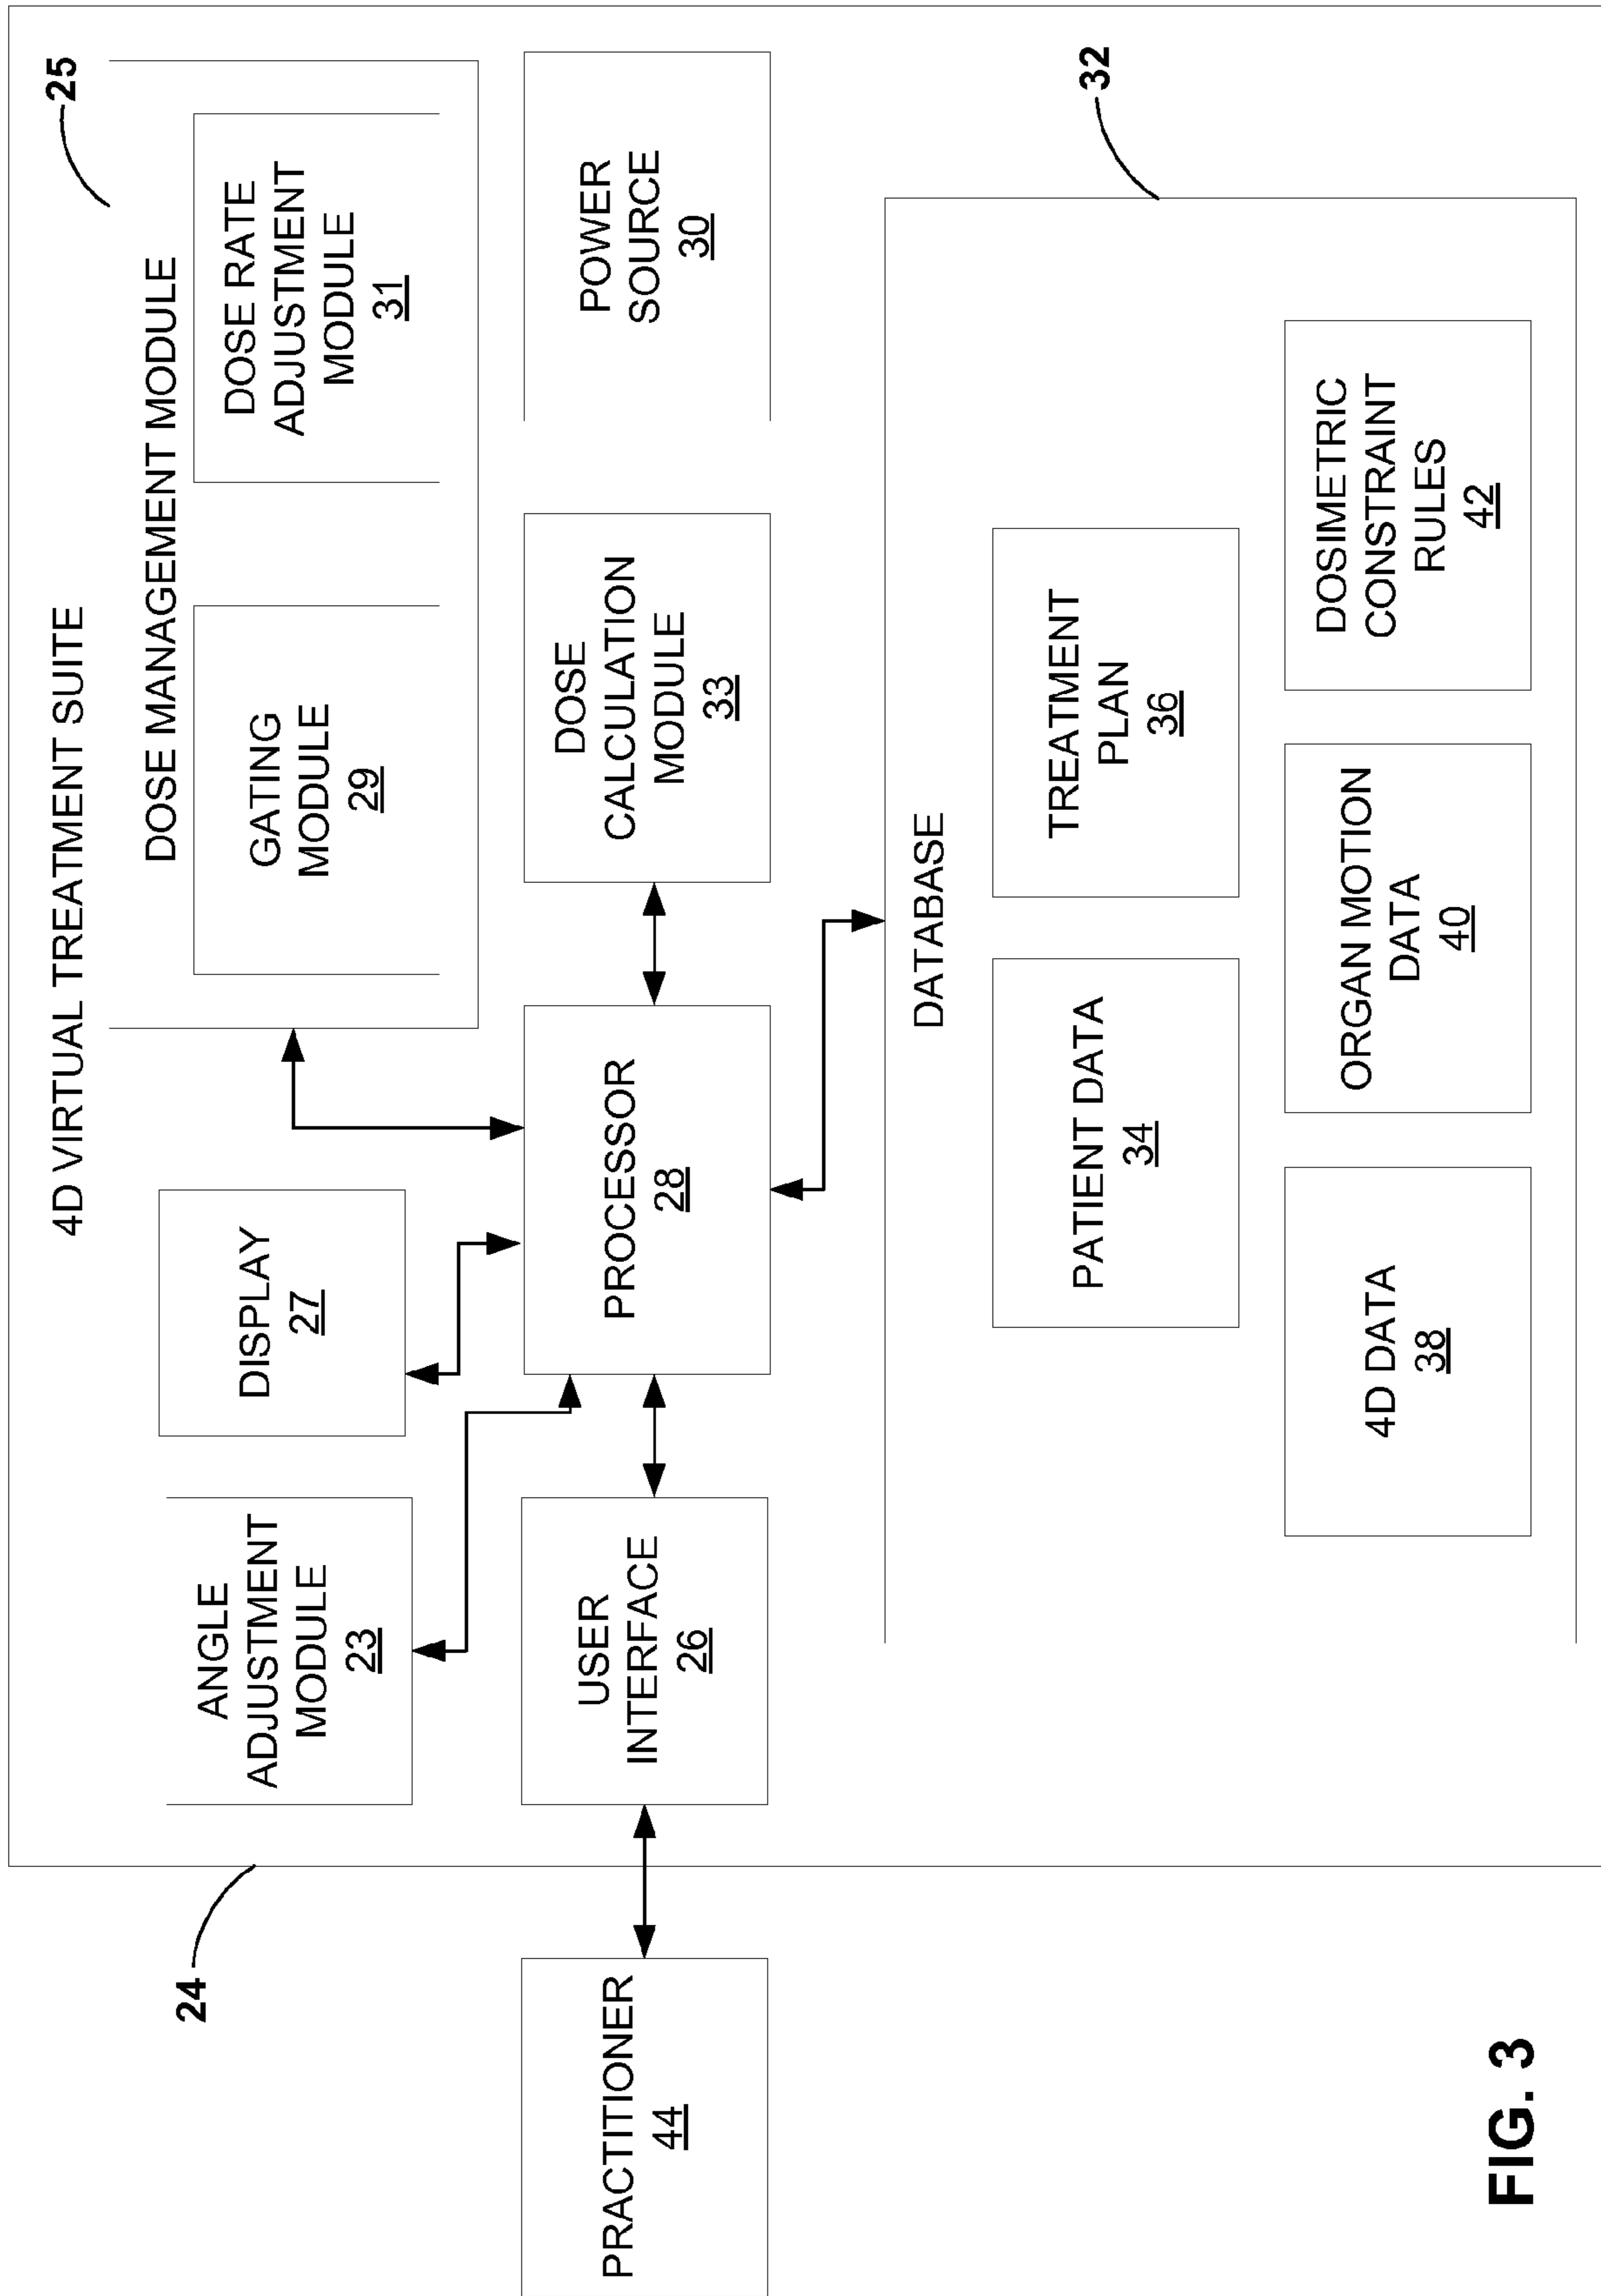 4D VIRTUAL TREATMENT SUITE
24
25
ANGLE
ADJUSTMENT
MODULE
23
DISPLAY
27
DOSE MANAGEMENT MODULE
GATING
MODULE
29
DOSE RATE
ADJUSTMENT
MODULE
31
PRACTITIONER
44
USER
INTERFACE
26
PROCESSOR
28
DOSE
CALCULATION
MODULE
33
POWER
SOURCE
30
DATABASE
32
PATIENT DATA
34
TREATMENT
PLAN
36
4D DATA
38
ORGAN MOTION
DATA
40
DOSIMETRIC
CONSTRAINT
RULES
42
FIG. 3